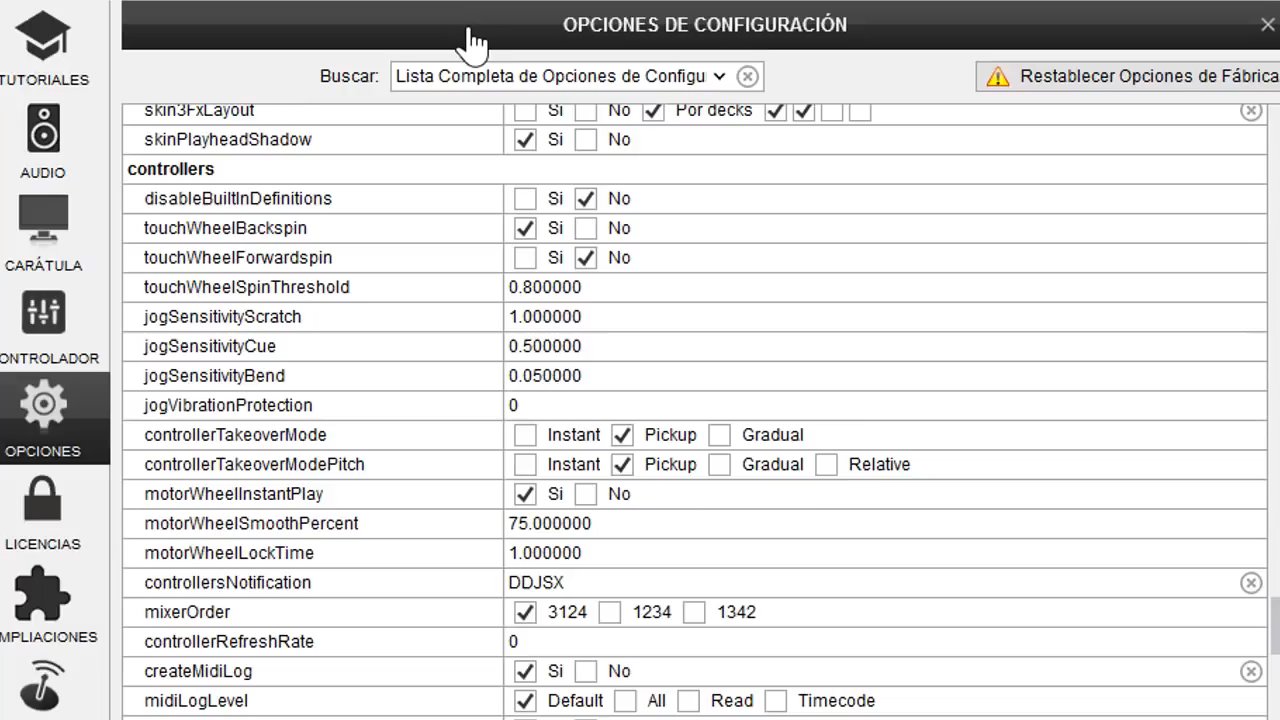 OPCIONES DE CONFIGURACIÓN
Buscar: Lista Completa de Opciones de Configu
Restablecer Opciones de Fábrica
TUTORIALES
AUDIO
CARÁTULA
ONTROLADOR
OPCIONES
LICENCIAS
MPLIACIONES
skin3FxLayout Si No Por decks
skinPlayheadShadow Si No
controllers
disableBuiltInDefinitions Si No
touchWheelBackspin Si No
touchWheelForwardspin Si No
touchWheelSpinThreshold 0.800000
jogSensitivityScratch 1.000000
jogSensitivityCue 0.500000
jogSensitivityBend 0.050000
jogVibrationProtection 0
controllerTakeoverMode Instant Pickup Gradual
controllerTakeoverModePitch Instant Pickup Gradual Relative
motorWheelInstantPlay Si No
motorWheelSmoothPercent 75.000000
motorWheelLockTime 1.000000
controllersNotification DDJSX
mixerOrder 3124 1234 1342
controllerRefreshRate 0
createMidiLog Si No
midiLogLevel Default All Read Timecode